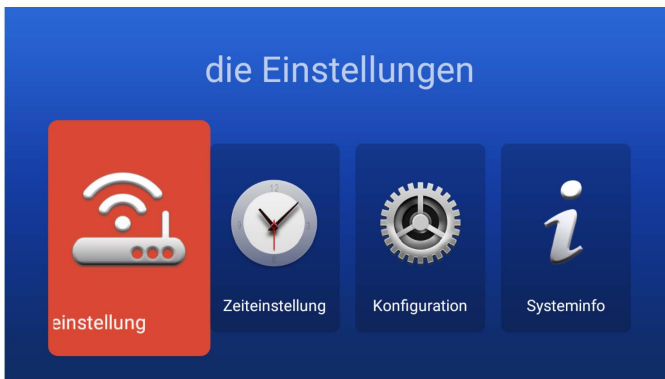 die Einstellungen
einstellung
Zeiteinstellung
Konfiguration
Systeminfo